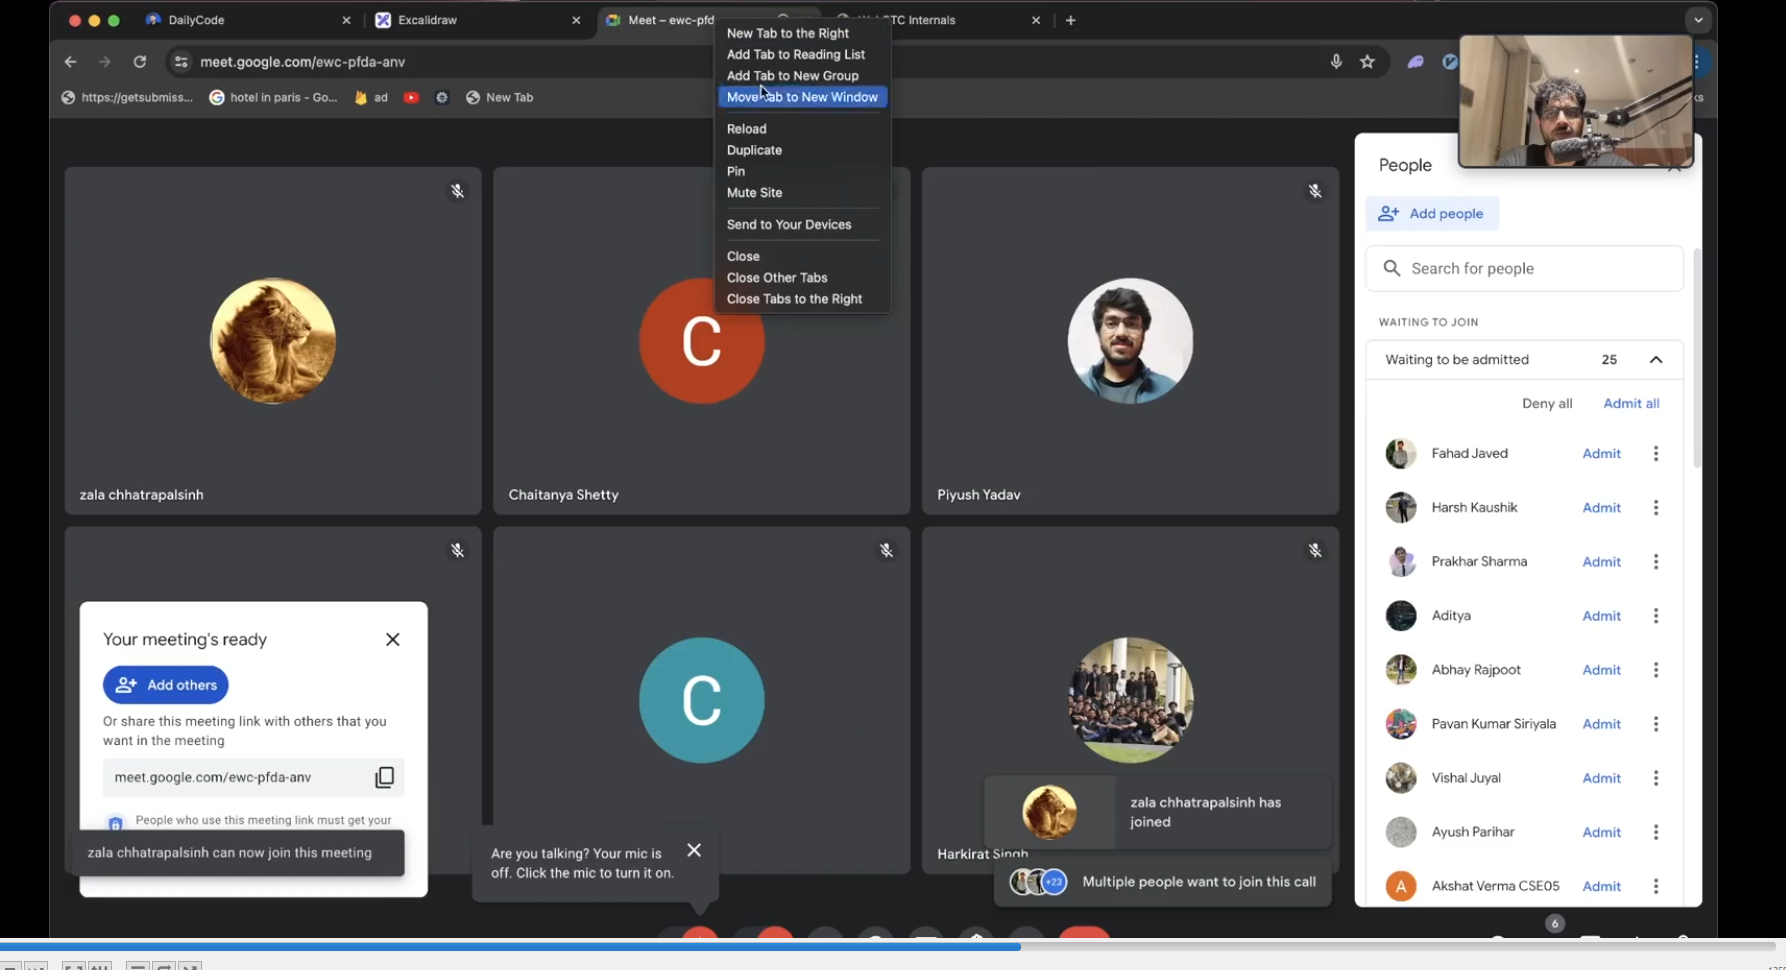 DailyCode
Excalidraw
Meet – ewc-pfd
TC Internals
meet.google.com/ewc-pfda-anv
https://getsubmiss...
hotel in paris - Go...
ad
New Tab
New Tab to the Right
Add Tab to Reading List
Add Tab to New Group
Move Tab to New Window
Reload
Duplicate
Pin
Mute Site
Send to Your Devices
Close
Close Other Tabs
Close Tabs to the Right
zala chhatrapalsinh
C
Chaitanya Shetty
Piyush Yadav
Your meeting's ready
Add others
Or share this meeting link with others that you
want in the meeting
meet.google.com/ewc-pfda-anv
People who use this meeting link must get your
zala chhatrapalsinh can now join this meeting
C
Are you talking? Your mic is
off. Click the mic to turn it on.
Harkirat Singh
zala chhatrapalsinh has
joined
+23
Multiple people want to join this call
People
Add people
Search for people
WAITING TO JOIN
Waiting to be admitted 25
Deny all Admit all
Fahad Javed Admit
Harsh Kaushik Admit
Prakhar Sharma Admit
Aditya Admit
Abhay Rajpoot Admit
Pavan Kumar Siriyala Admit
Vishal Juyal Admit
Ayush Parihar Admit
A Akshat Verma CSE05 Admit
6